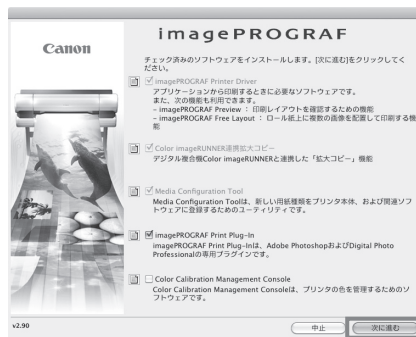 Canon
imagePROGRAF
チェック済みのソフトウェアをインストールします。[次に進む]をクリックしてく
ださい。
imagePROGRAF Printer Driver
アプリケーションから印刷するときに必要なソフトウェアです。
また、次の機能も利用できます。
– imagePROGRAF Preview ： 印刷レイアウトを確認するための機能
– imagePROGRAF Free Layout ： ロール紙上に複数の画像を配置して印刷する機
能
Color imageRUNNER連携拡大コピー
デジタル複合機Color imageRUNNERと連携した「拡大コピー」機能
Media Configuration Tool
Media Configuration Toolは、新しい用紙種類をプリンタ本体、および関連ソフ
トウェアに登録するためのユーティリティです。
imagePROGRAF Print Plug-In
imagePROGRAF Print Plug-Inは、Adobe PhotoshopおよびDigital Photo
Professionalの専用プラグインです。
Color Calibration Management Console
Color Calibration Management Consoleは、プリンタの色を管理するためのソ
フトウェアです。
v2.90
中止
次に進む